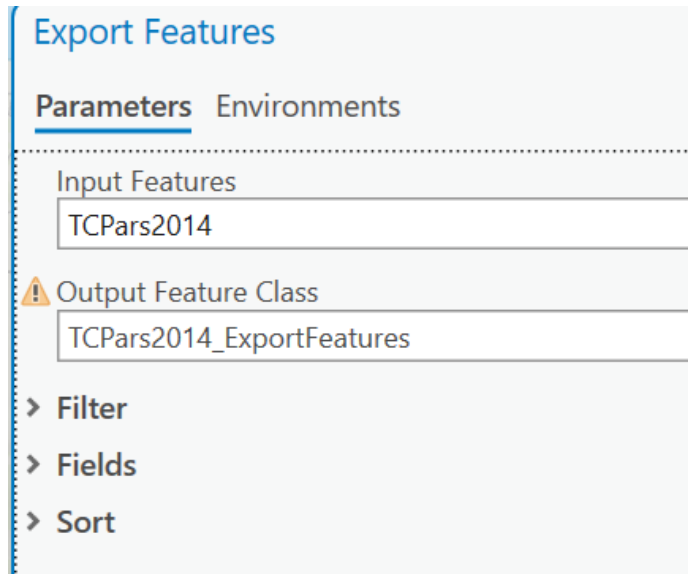 Export Features
Parameters Environments
Input Features
TCPars2014
Output Feature Class
TCPars2014_ExportFeatures
Filter
Fields
Sort